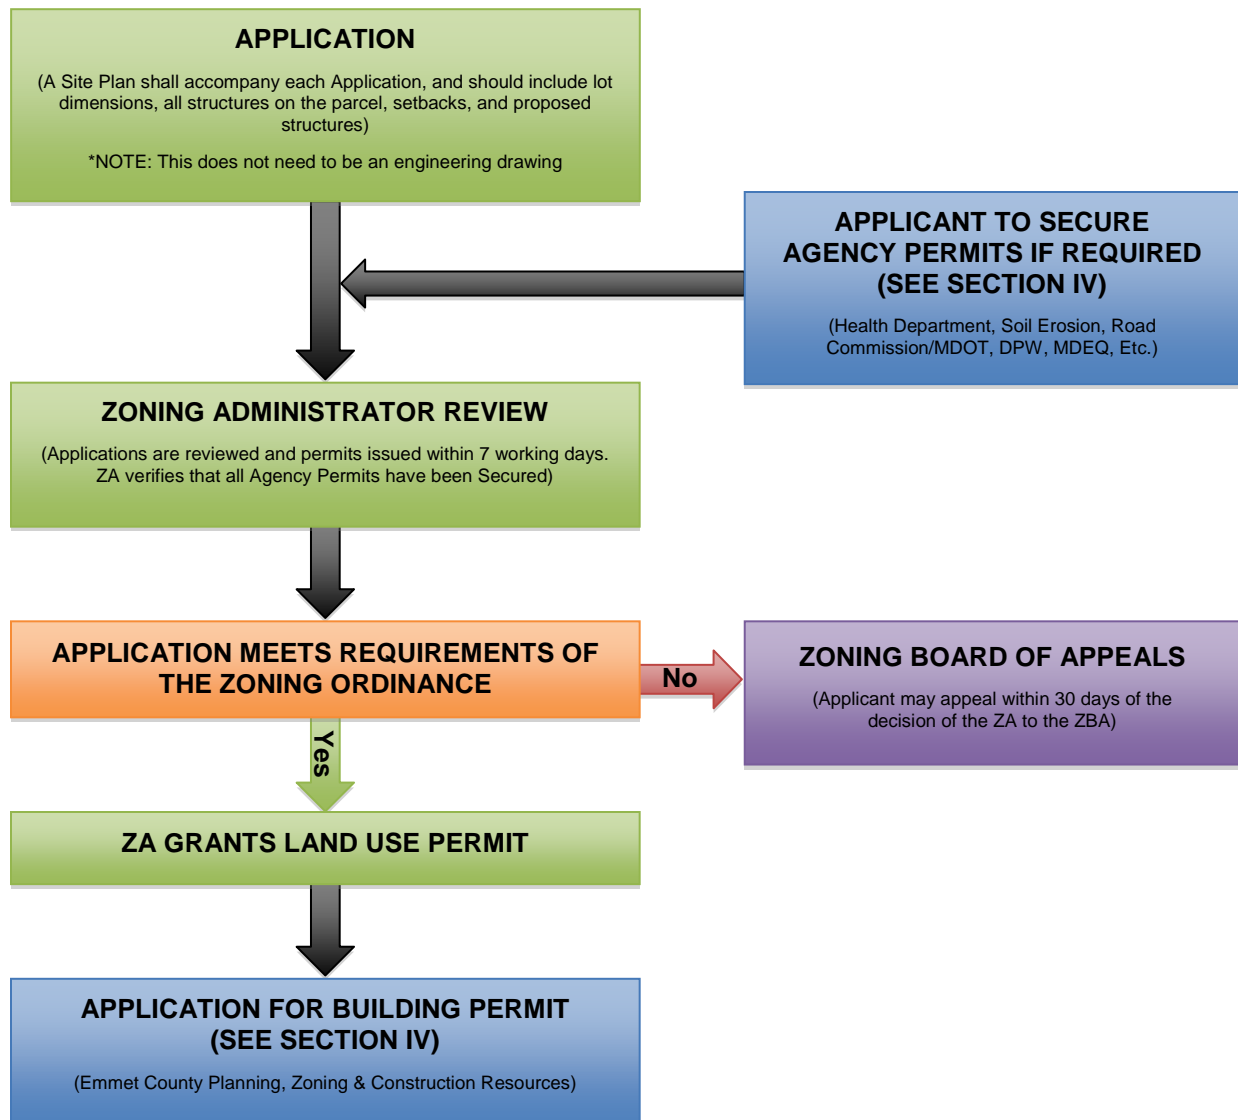 APPLICATION
(A Site Plan shall accompany each Application, and should include lot
dimensions, all structures on the parcel, setbacks, and proposed
structures)
*NOTE: This does not need to be an engineering drawing
APPLICANT TO SECURE
AGENCY PERMITS IF REQUIRED
(SEE SECTION IV)
(Health Department, Soil Erosion, Road
Commission/MDOT, DPW, MDEQ, Etc.)
ZONING ADMINISTRATOR REVIEW
(Applications are reviewed and permits issued within 7 working days.
ZA verifies that all Agency Permits have been Secured)
APPLICATION MEETS REQUIREMENTS OF
THE ZONING ORDINANCE
No
ZONING BOARD OF APPEALS
(Applicant may appeal within 30 days of the
decision of the ZA to the ZBA)
Yes
ZA GRANTS LAND USE PERMIT
APPLICATION FOR BUILDING PERMIT
(SEE SECTION IV)
(Emmet County Planning, Zoning & Construction Resources)